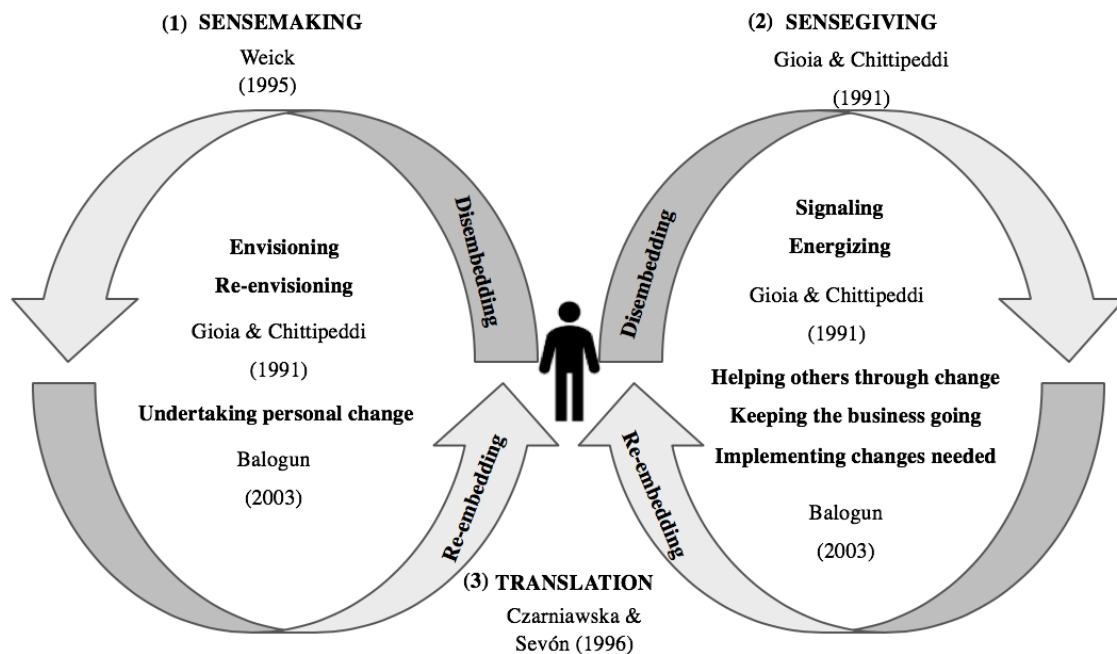 (1) SENSEMAKING
Weick
(1995)
Disembedding
Envisioning
Re-envisioning
Gioia & Chittipeddi
(1991)
Undertaking personal change
Balogun
(2003)
Re-embedding
(2) SENSEGIVING
Gioia & Chittipeddi
(1991)
Disembedding
Signaling
Energizing
Gioia & Chittipeddi
(1991)
Helping others through change
Keeping the business going
Implementing changes needed
Balogun
(2003)
Re-embedding
(3) TRANSLATION
Czarniawska &
Sevón (1996)